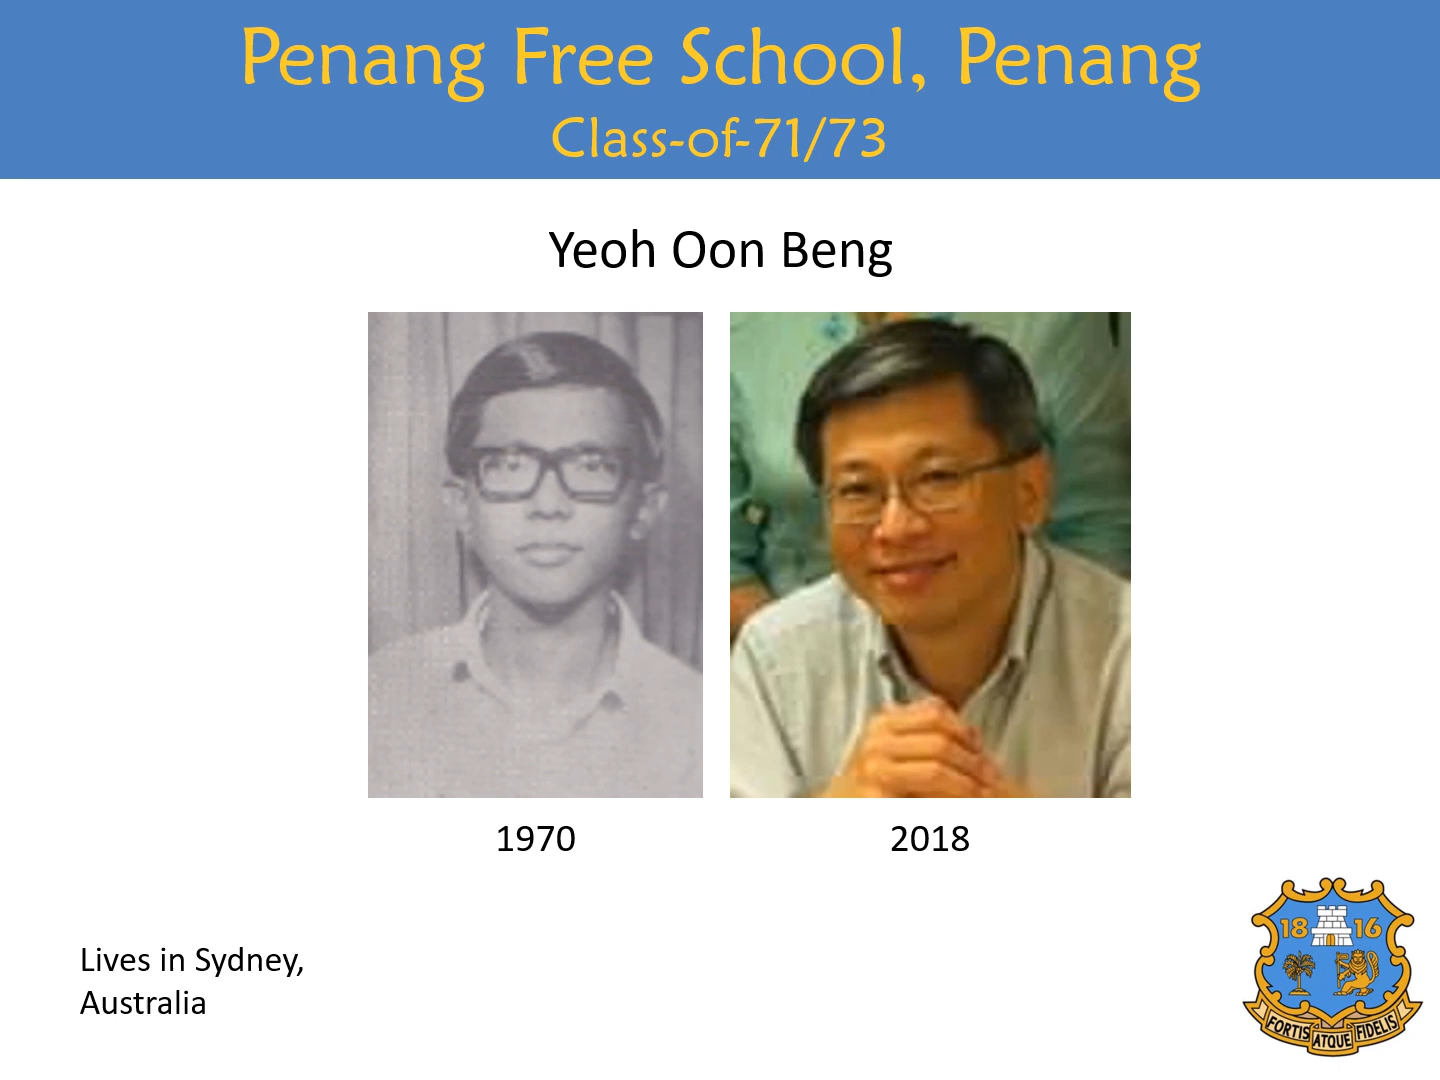 Penang Free School, Penang
Class-of-71/73
Yeoh Oon Beng
1970
2018
Lives in Sydney,
Australia
18 16
FORTIS ATQUE FIDELIS